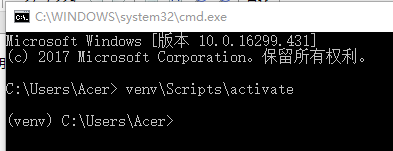 C:\WINDOWS\system32\cmd.exe
Microsoft Windows [版本 10.0.16299.431]
(c) 2017 Microsoft Corporation。保留所有权利。
C:\Users\Acer> venv\Scripts\activate
(venv) C:\Users\Acer>